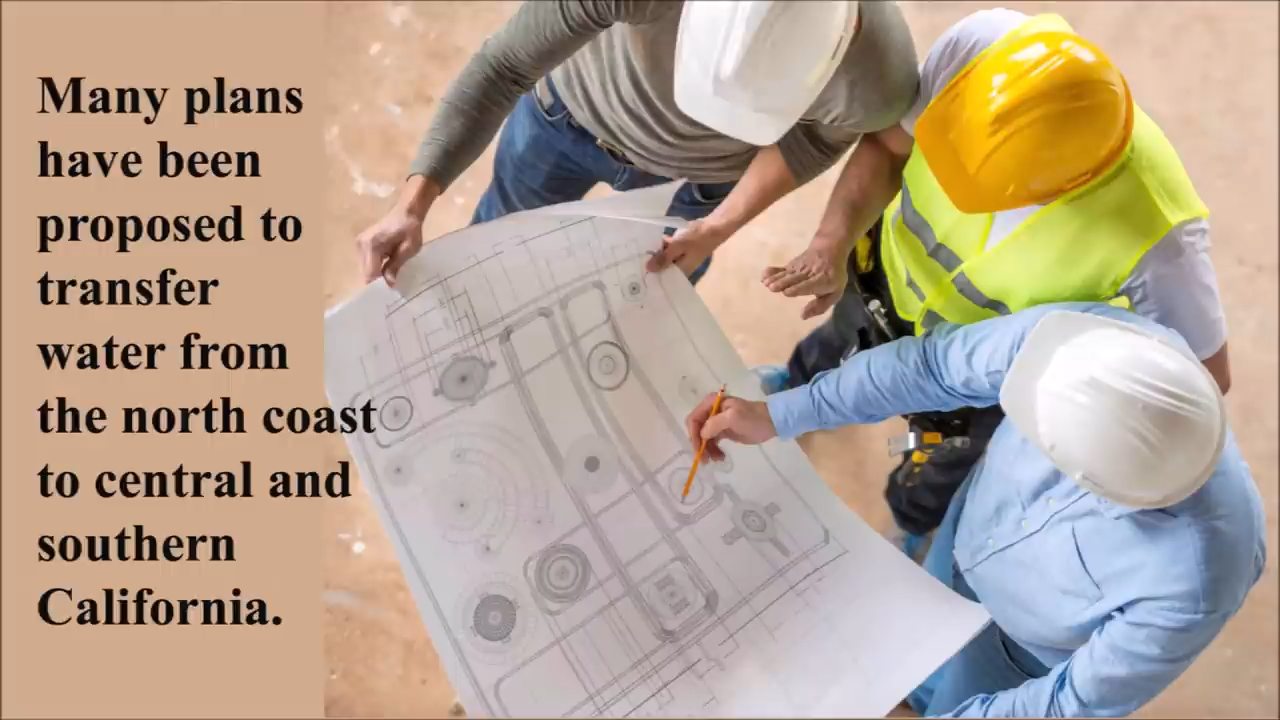 Many plans
have been
proposed to
transfer
water from
the north coast
to central and
southern
California.